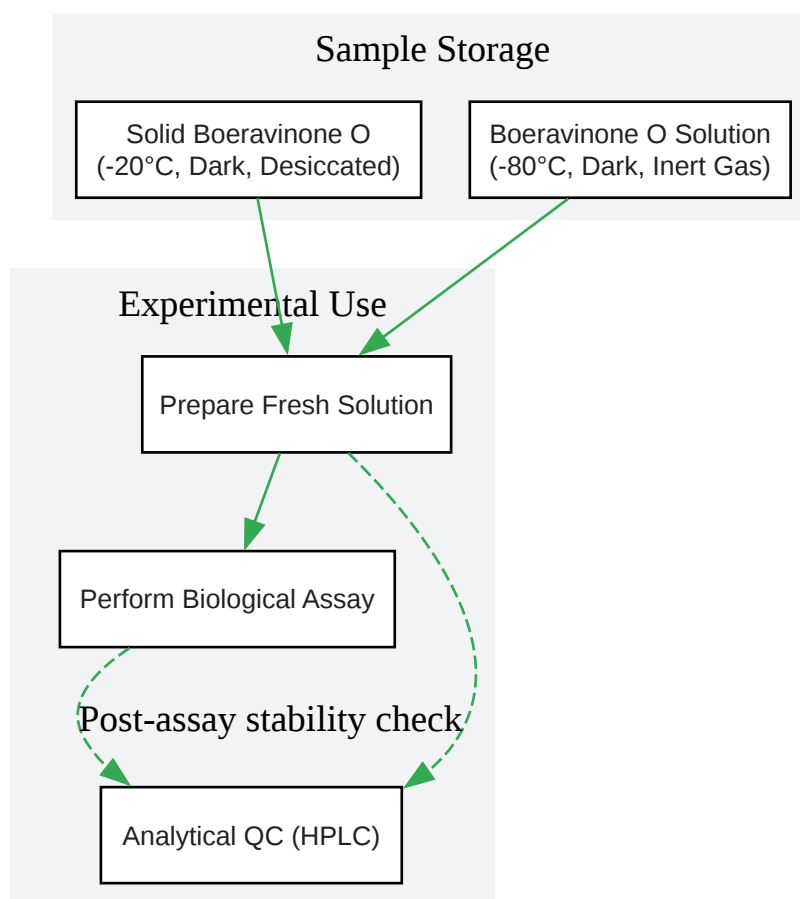 Sample Storage
Solid Boeravinone O
(-20°C, Dark, Desiccated)
Boeravinone O Solution
(-80°C, Dark, Inert Gas)
Experimental Use
Prepare Fresh Solution
Perform Biological Assay
Post-assay stability check
Analytical QC (HPLC)